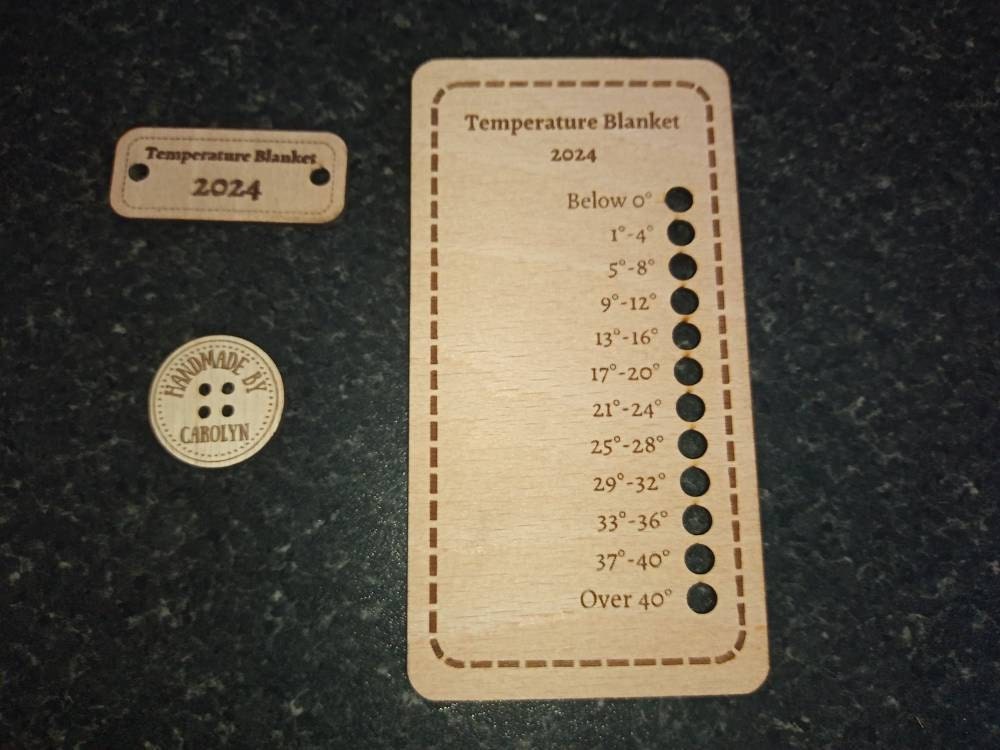 Temperature Blanket
2024
HANDMADE BY
CAROLYN
Temperature Blanket
2024
Below 0°
1°-4°
5°-8°
9°-12°
13°-16°
17°-20°
21°-24°
25°-28°
29°-32°
33°-36°
37°-40°
Over 40°